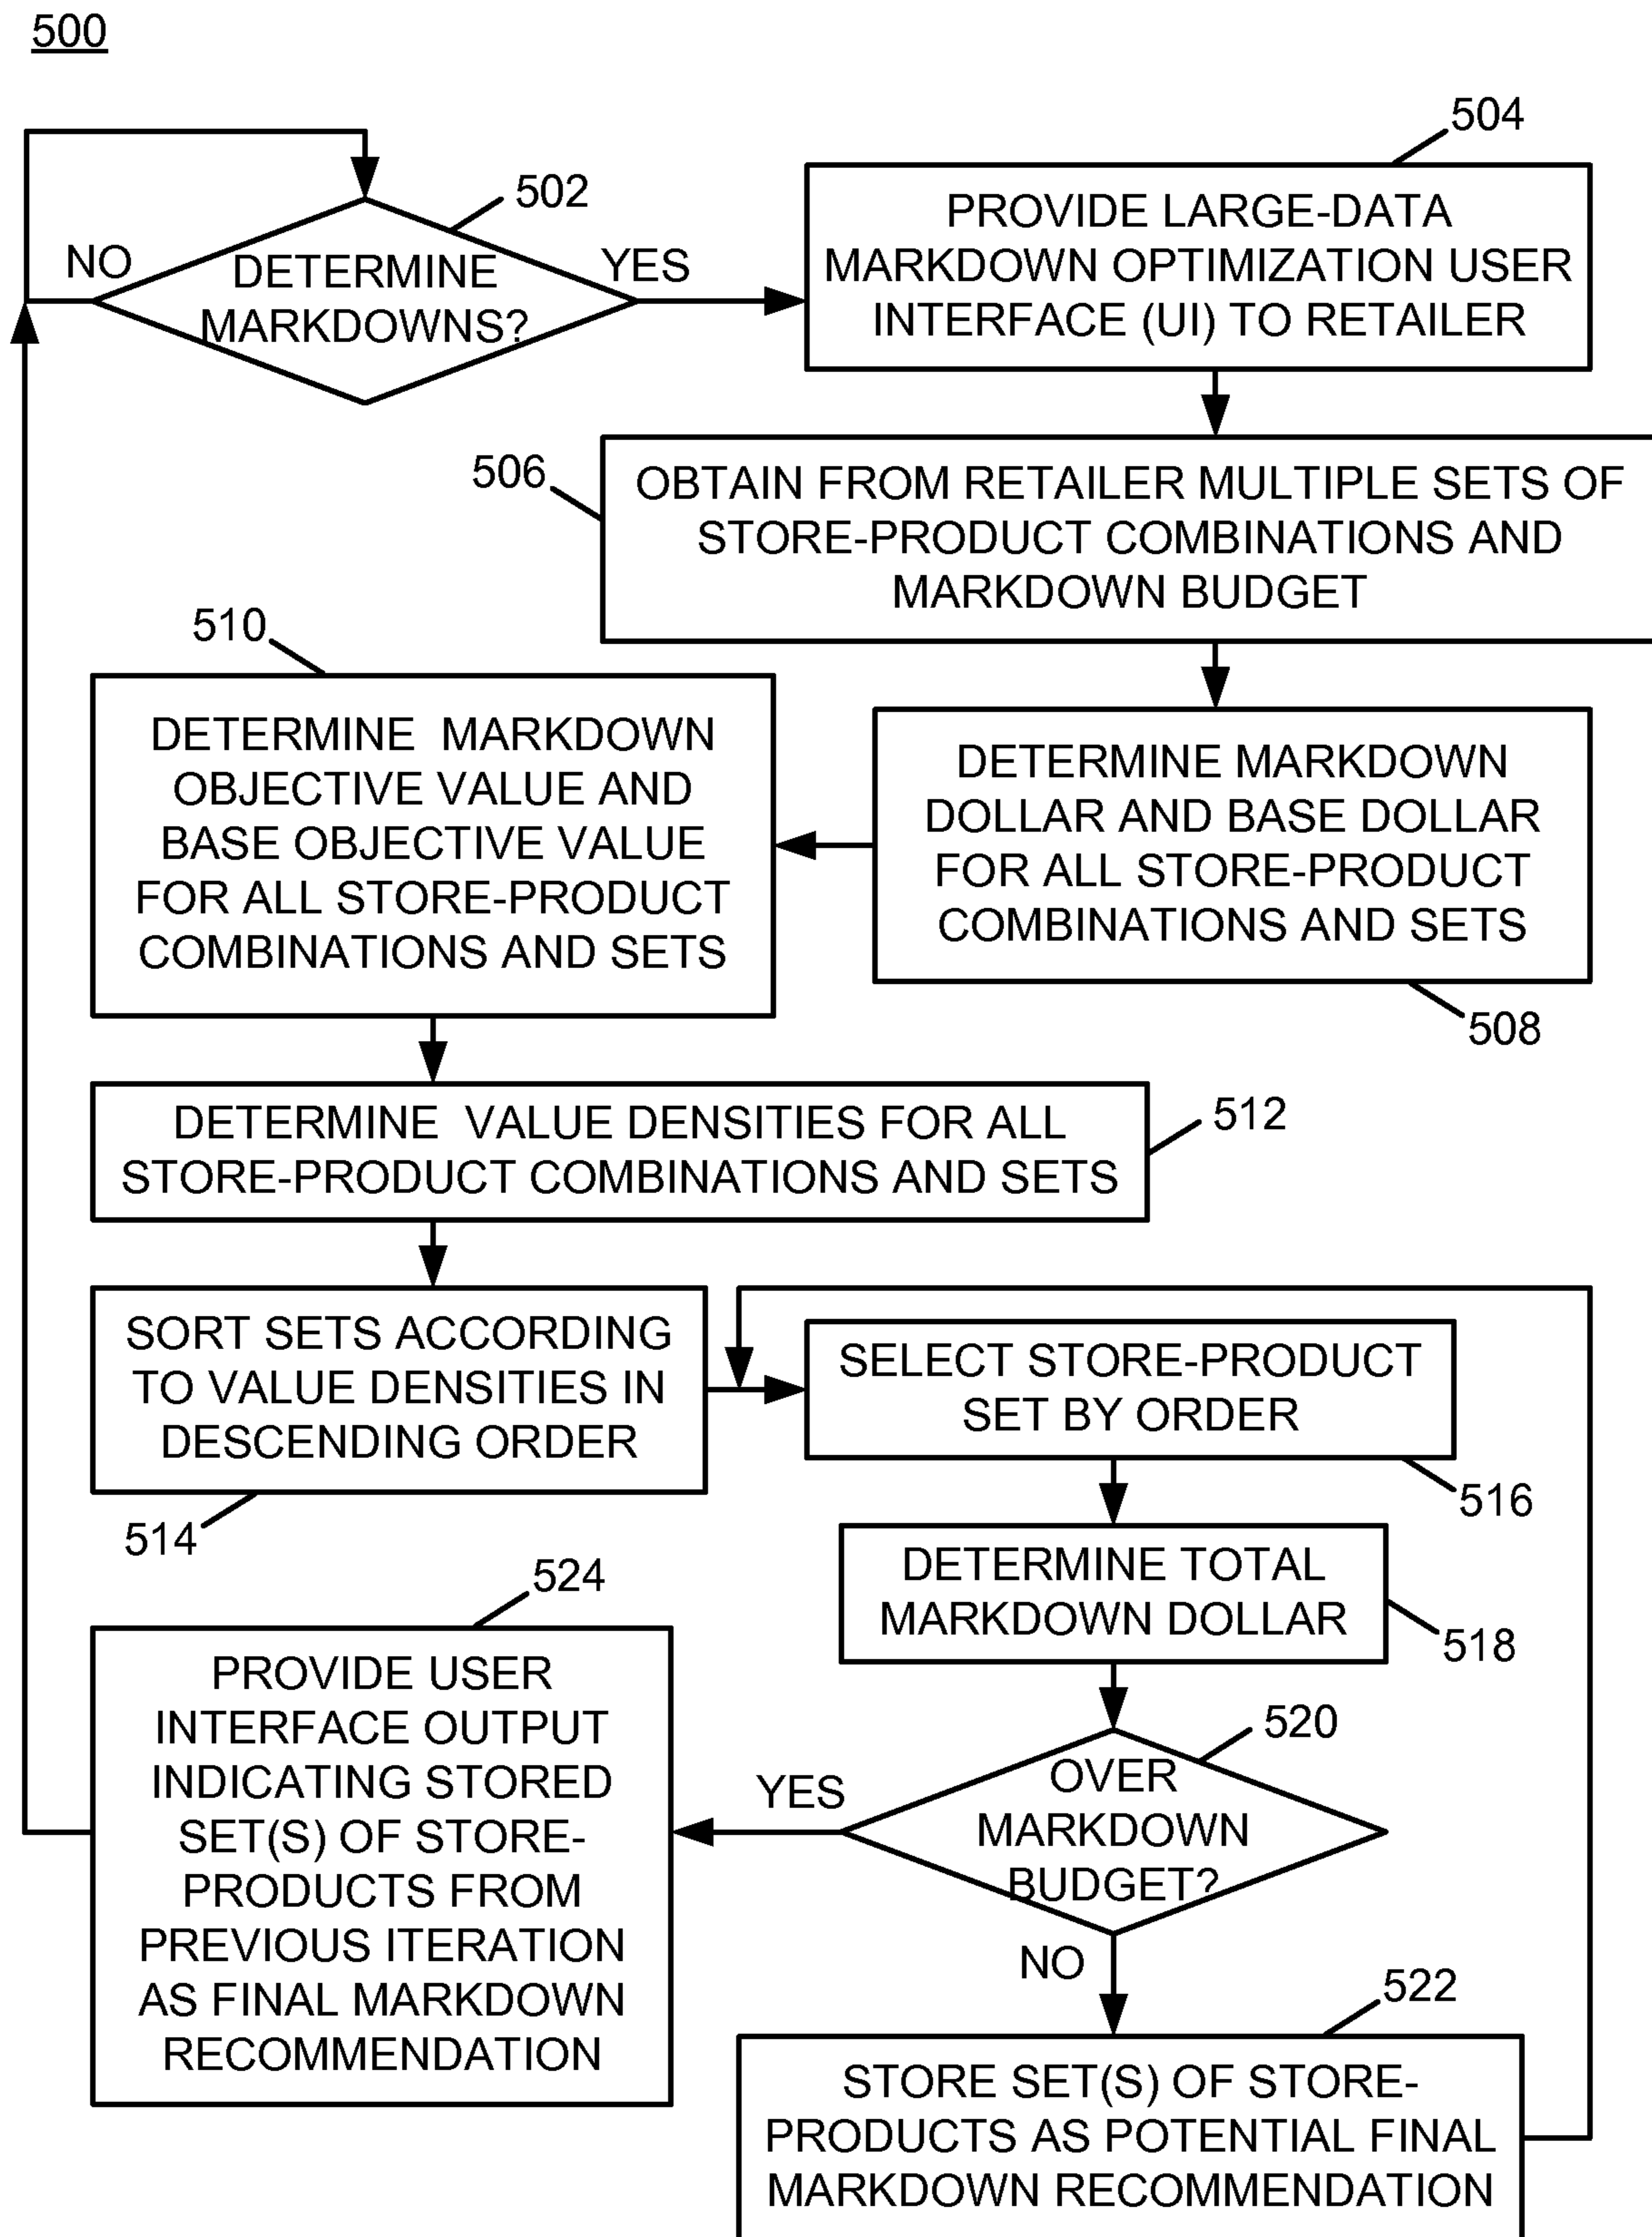 500
504
502
NO
YES
DETERMINE
MARKDOWNS?
PROVIDE LARGE-DATA
MARKDOWN OPTIMIZATION USER
INTERFACE (UI) TO RETAILER
506
OBTAIN FROM RETAILER MULTIPLE SETS OF
STORE-PRODUCT COMBINATIONS AND
MARKDOWN BUDGET
510
DETERMINE MARKDOWN
OBJECTIVE VALUE AND
BASE OBJECTIVE VALUE
FOR ALL STORE-PRODUCT
COMBINATIONS AND SETS
DETERMINE MARKDOWN
DOLLAR AND BASE DOLLAR
FOR ALL STORE-PRODUCT
COMBINATIONS AND SETS
508
DETERMINE VALUE DENSITIES FOR ALL
STORE-PRODUCT COMBINATIONS AND SETS
512
SORT SETS ACCORDING
TO VALUE DENSITIES IN
DESCENDING ORDER
514
SELECT STORE-PRODUCT
SET BY ORDER
516
DETERMINE TOTAL
MARKDOWN DOLLAR
518
524
PROVIDE USER
INTERFACE OUTPUT
INDICATING STORED
SET(S) OF STORE-
PRODUCTS FROM
PREVIOUS ITERATION
AS FINAL MARKDOWN
RECOMMENDATION
520
YES
OVER
MARKDOWN
BUDGET?
NO
522
STORE SET(S) OF STORE-
PRODUCTS AS POTENTIAL FINAL
MARKDOWN RECOMMENDATION